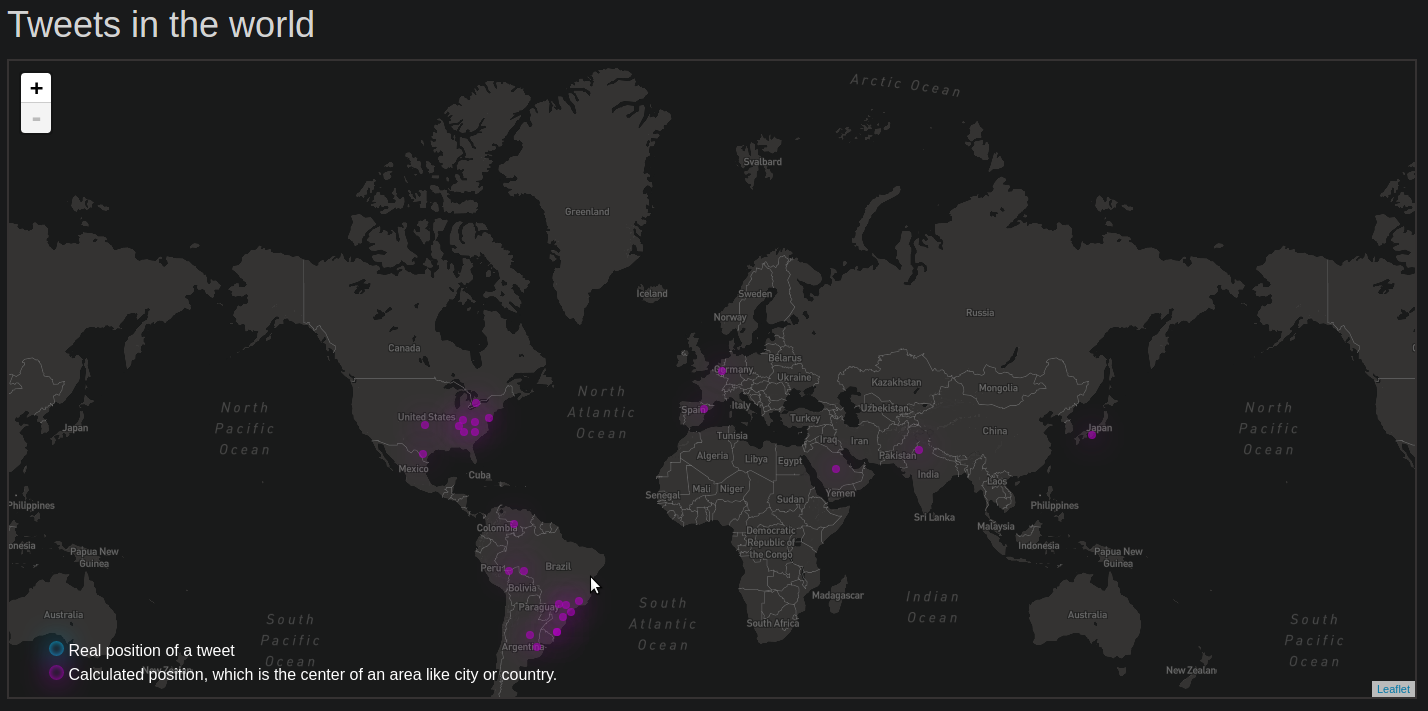 Tweets in the world
+
-
Arctic Ocean
Svalbard
Greenland
Iceland
Sweden
Norway
Russia
Canada
Belarus
Germany
Ukraine
Kazakhstan
Mongolia
North
Atlantic
Ocean
North
Pacific
Ocean
North
Pacific
Ocean
United States
Spain
Italy
Turkey
Uzbekistan
Japan
China
Japan
Tunisia
Iraq
Iran
Algeria
Libya
Egypt
Pakistan
Mexico
Cuba
India
Laos
Senegal
Mali
Niger
Sudan
Yemen
Philippines
Philippines
Sri Lanka
Malaysia
Colombia
Democratic
Republic of
the Congo
onesia
Indonesia
Papua New
Guinea
Papua New
Guinea
Peru
Brazil
Bolivia
Madagascar
Indian
Ocean
Paraguay
South
Atlantic
Ocean
South Africa
Australia
Australia
South
Pacific
Ocean
South
Pacific
Ocean
Argentina
New Zealan
Real position of a tweet
Calculated position, which is the center of an area like city or country.
Leaflet